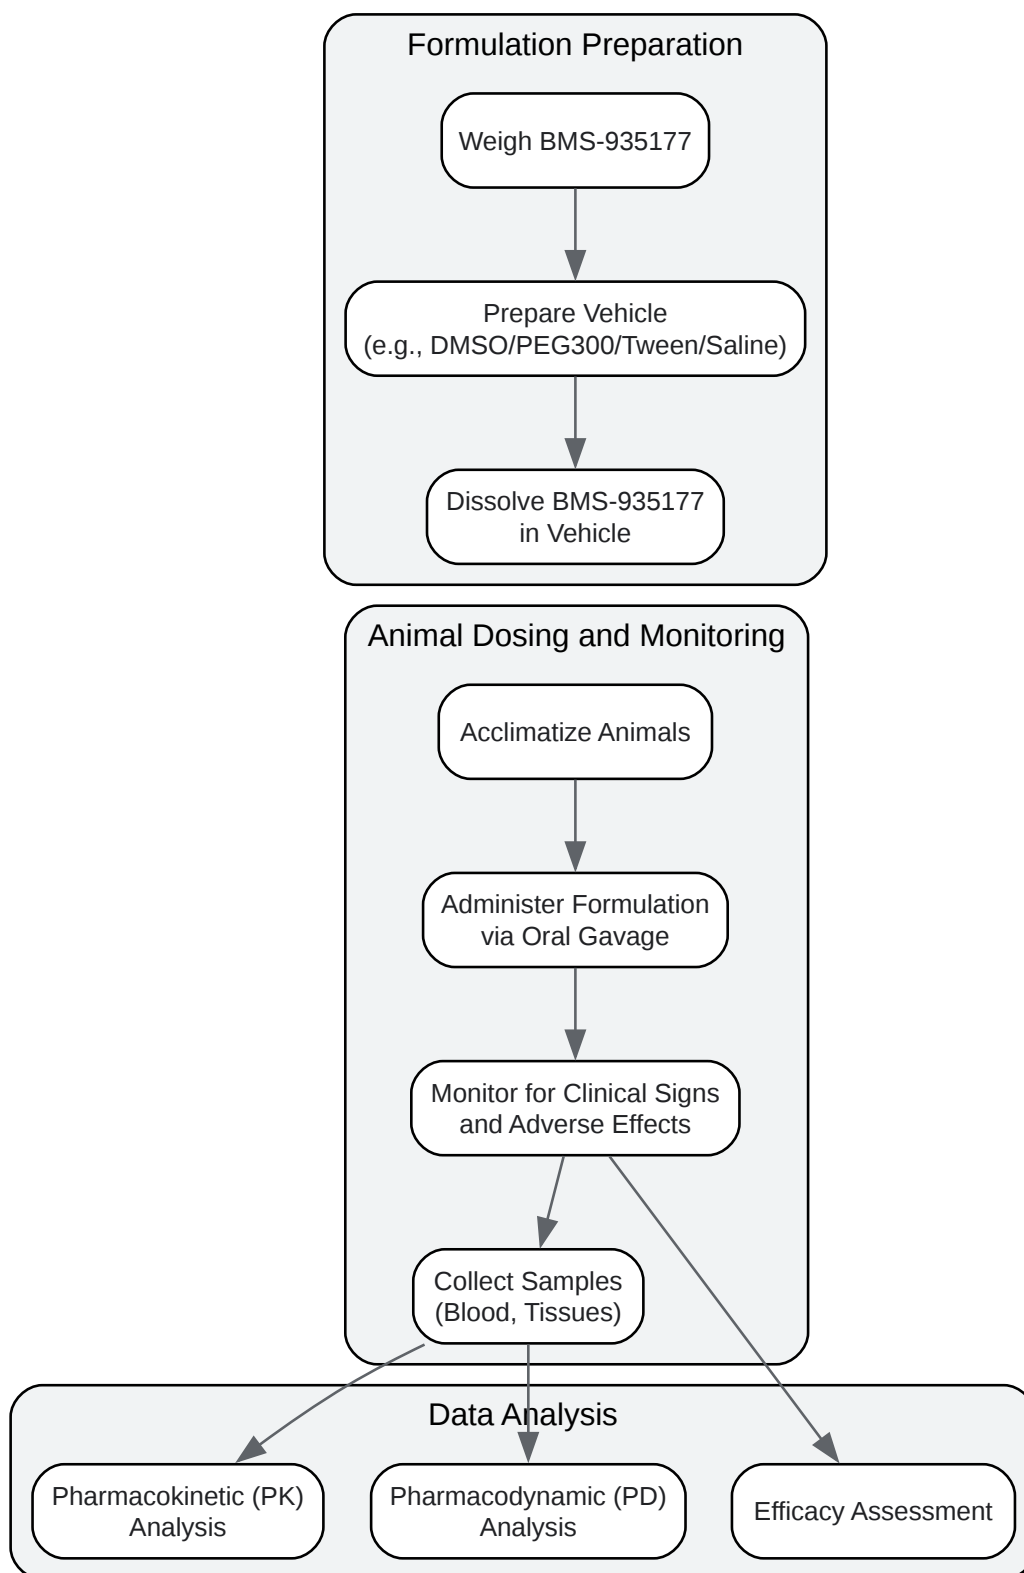 Formulation Preparation
Weigh BMS-935177
Prepare Vehicle
(e.g., DMSO/PEG300/Tween/Saline)
Dissolve BMS-935177
in Vehicle
Animal Dosing and Monitoring
Acclimatize Animals
Administer Formulation
via Oral Gavage
Monitor for Clinical Signs
and Adverse Effects
Collect Samples
(Blood, Tissues)
Data Analysis
Pharmacokinetic (PK)
Analysis
Pharmacodynamic (PD)
Analysis
Efficacy Assessment